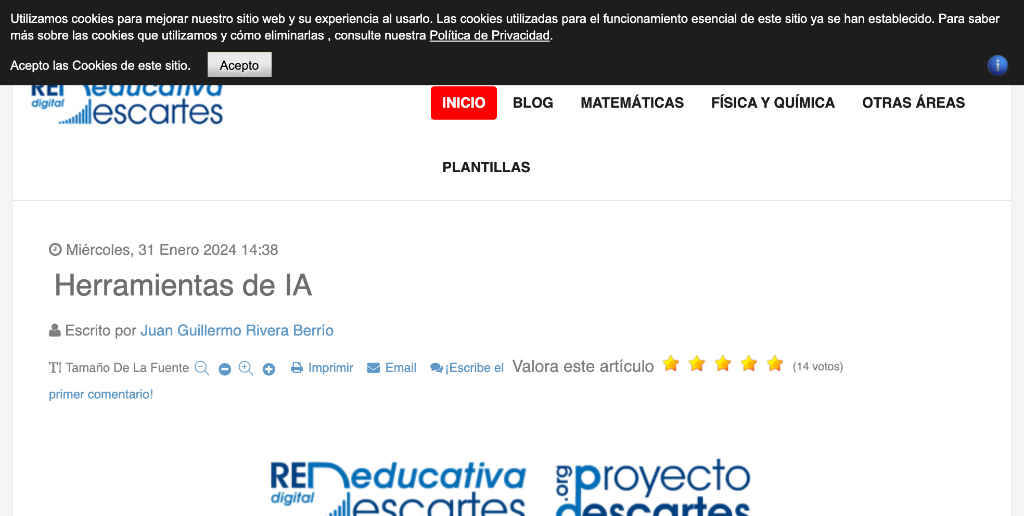 Utilizamos cookies para mejorar nuestro sitio web y su experiencia al usarlo. Las cookies utilizadas para el funcionamiento esencial de este sitio ya se han establecido. Para saber
más sobre las cookies que utilizamos y cómo eliminarlas , consulte nuestra Política de Privacidad.
Acepto las Cookies de este sitio.
Acepto
RED educativa
digital
Descartes
INICIO
BLOG
MATEMÁTICAS
FÍSICA Y QUÍMICA
OTRAS ÁREAS
PLANTILLAS
Miércoles, 31 Enero 2024 14:38
Herramientas de IA
Escrito por Juan Guillermo Rivera Berrío
Tamaño De La Fuente
Imprimir
Email
¡Escribe el
primer comentario!
Valora este artículo
(14 votos)
RED educativa
digital
Descartes
.org
proyecto
descartes